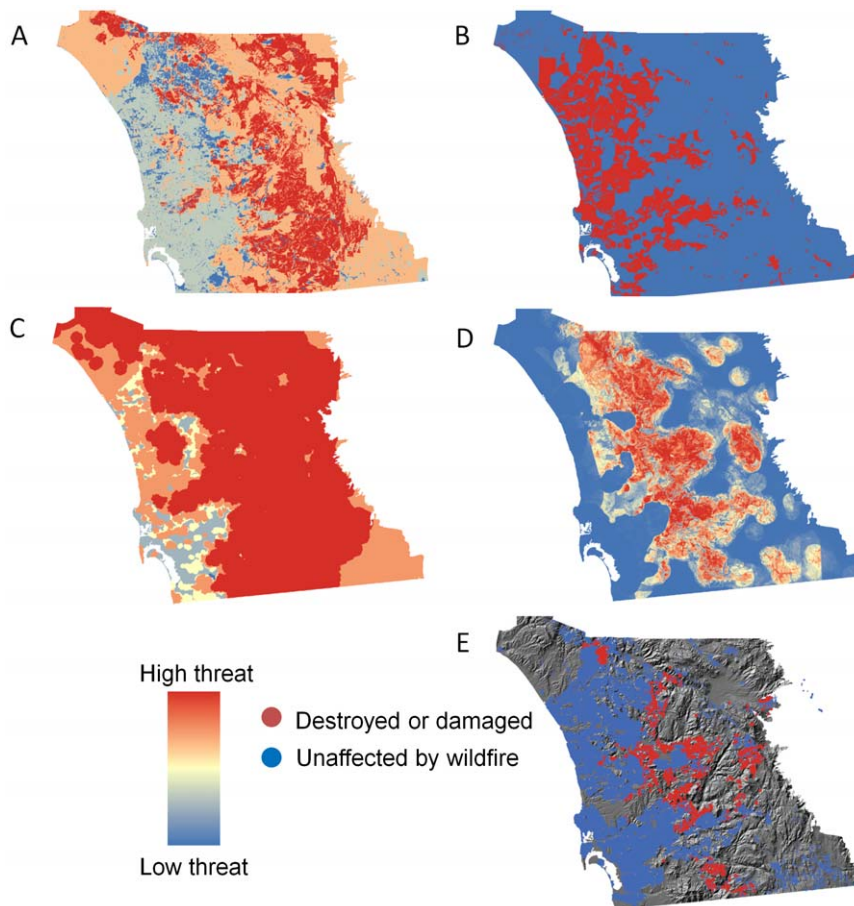 A
B
C
D
E
High threat
Destroyed or damaged
Unaffected by wildfire
Low threat